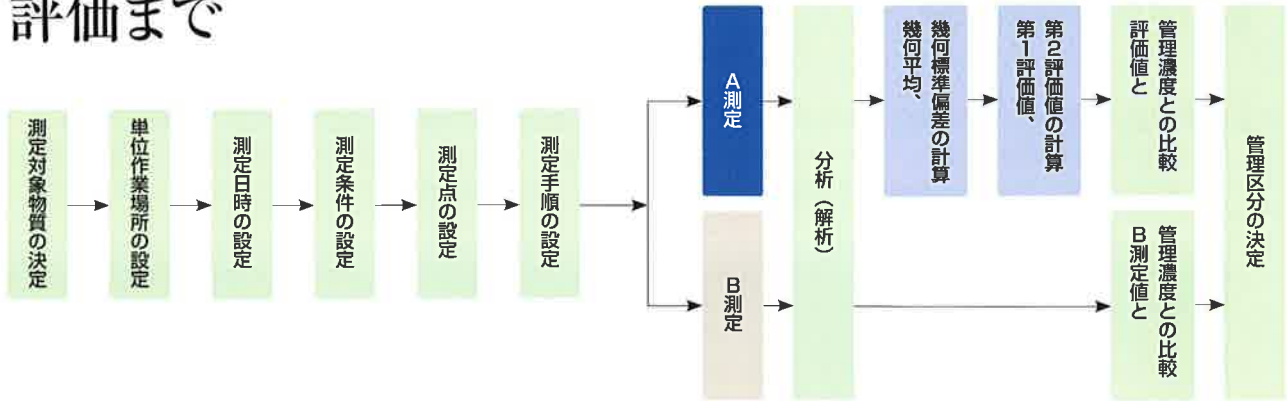 評価まで
測定対象物質の決定
単位作業場所の設定
測定日時の設定
測定条件の設定
測定点の設定
測定手順の設定
A測定
B測定
分析（解析）
幾何平均、
幾何標準偏差の計算
第1評価値、
第2評価値の計算
評価値と
管理濃度との比較
B測定値と
管理濃度との比較
管理区分の決定